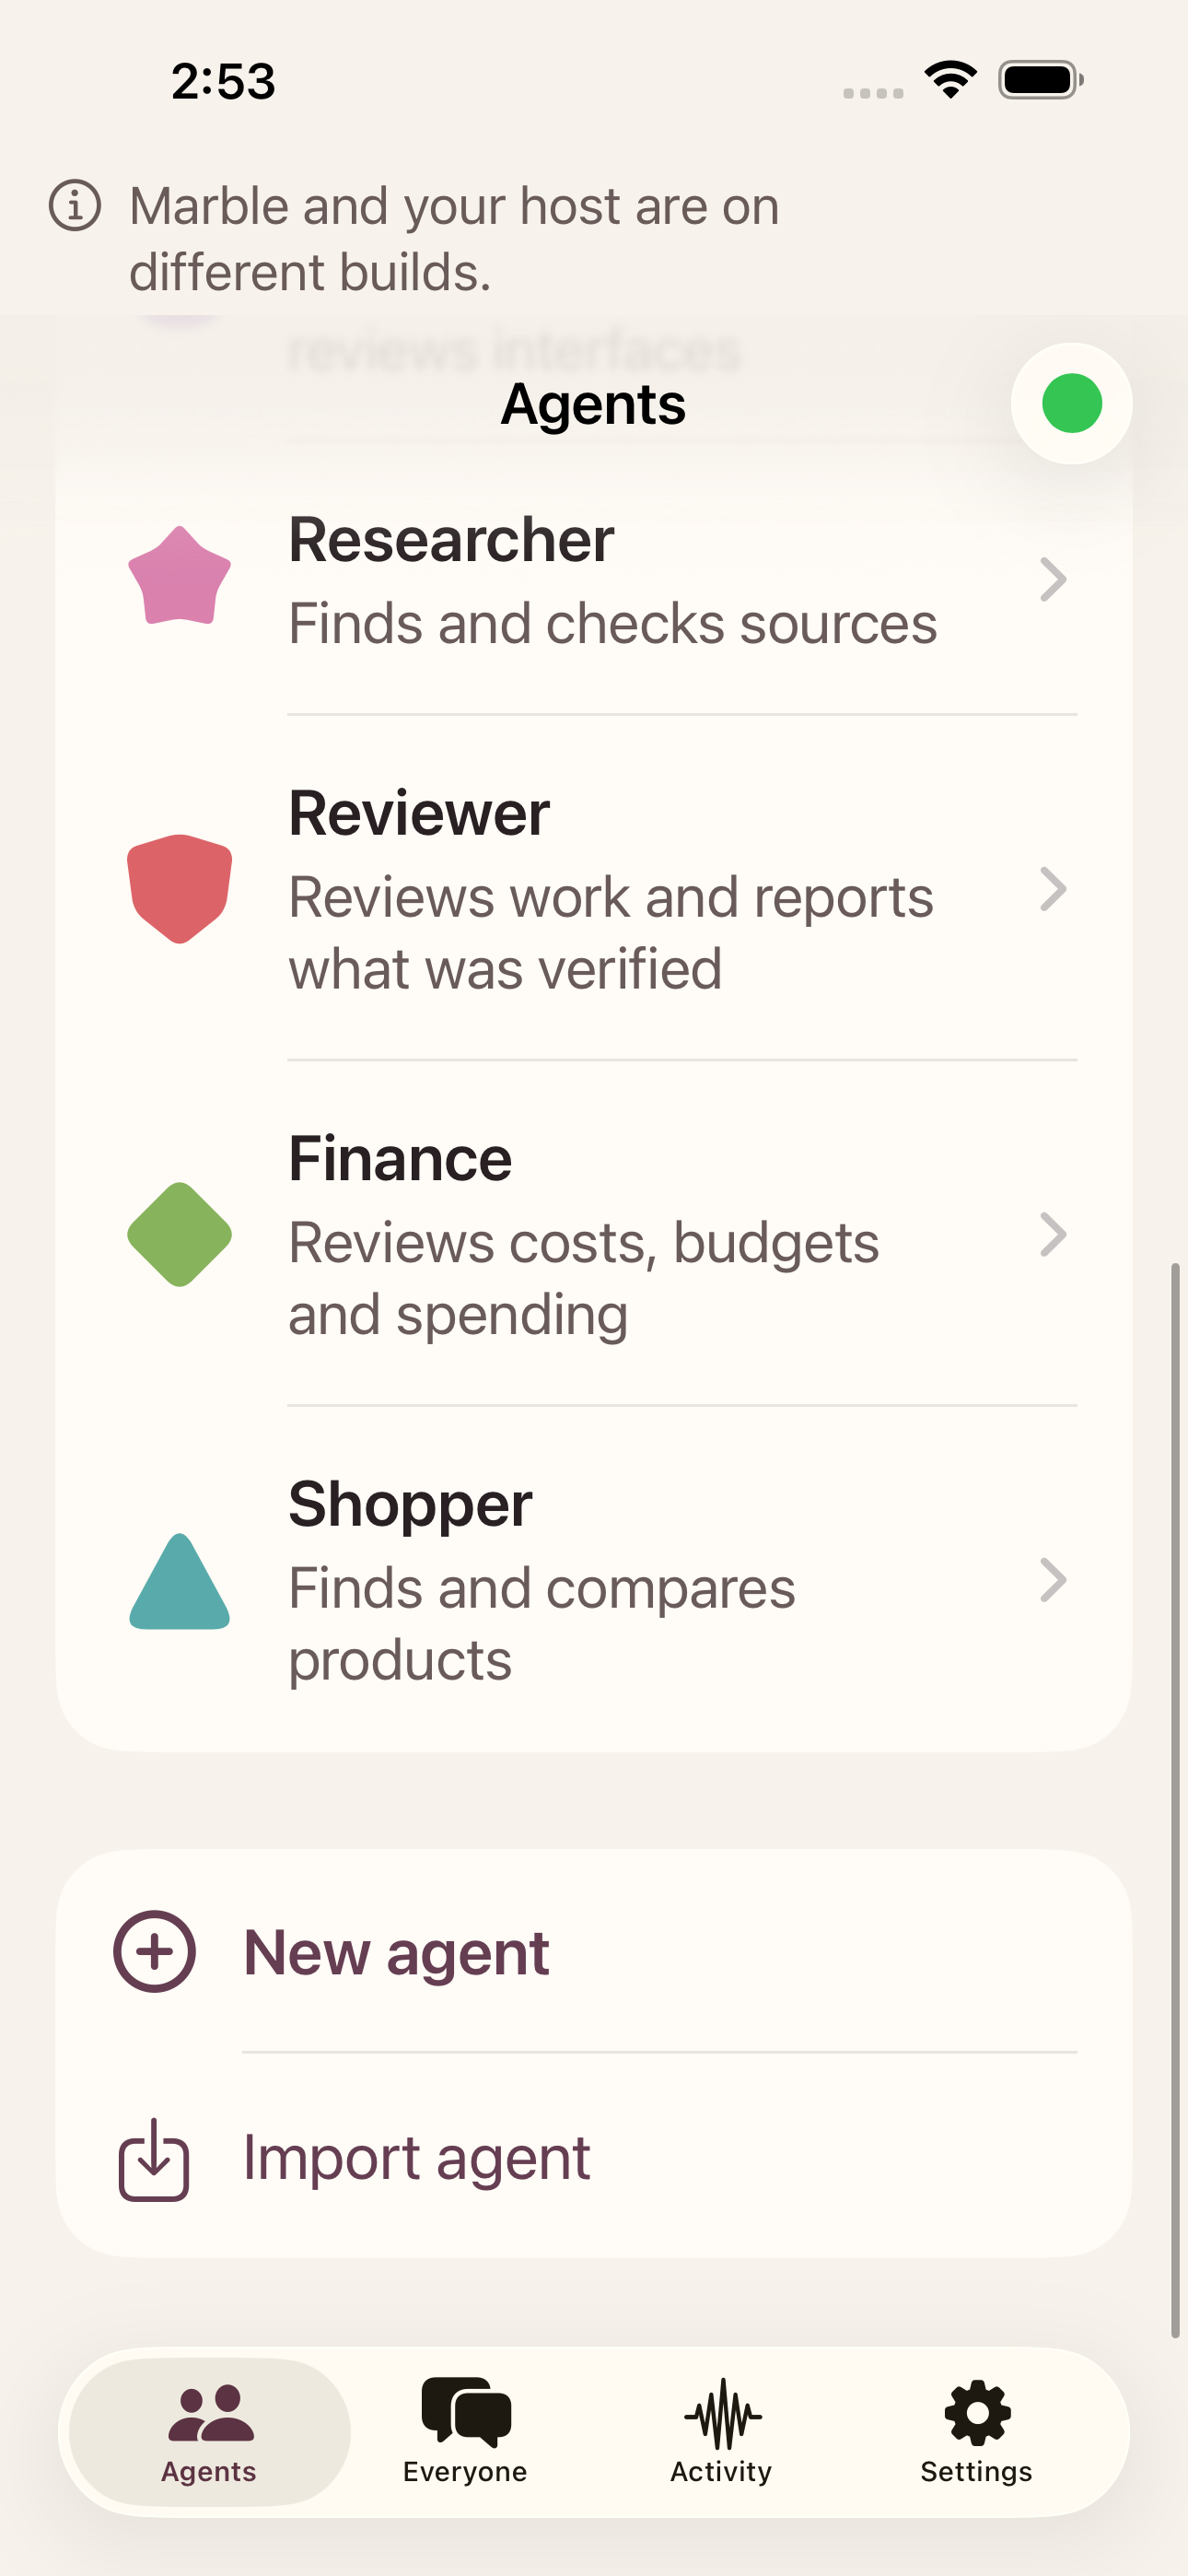 2:53
Marble and your host are on
different builds.
reviews interfaces
Agents
Researcher
Finds and checks sources
Reviewer
Reviews work and reports
what was verified
Finance
Reviews costs, budgets
and spending
Shopper
Finds and compares
products
New agent
Import agent
Agents
Everyone
Activity
Settings